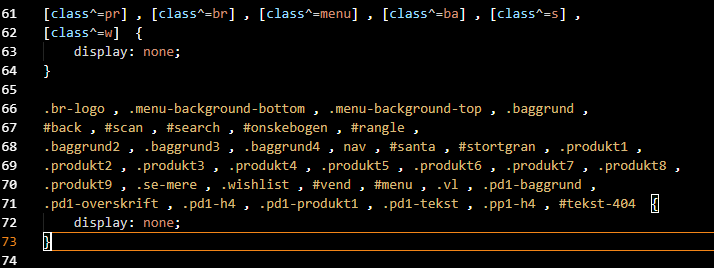 61 [class^=pr] , [class^=br] , [class^=menu] , [class^=ba] , [class^=s] ,
62 [class^=w]  {
63     display: none;
64 }
65
66 .br-logo , .menu-background-bottom , .menu-background-top , .baggrund ,
67 #back , #scan , #search , #onskebogen , #rangle ,
68 .baggrund2 , .baggrund3 , .baggrund4 , nav , #santa , #stortgran , .produkt1 ,
69 .produkt2 , .produkt3 , .produkt4 , .produkt5 , .produkt6 , .produkt7 , .produkt8 ,
70 .produkt9 , .se-mere , .wishlist , #vend , #menu , .vl , .pd1-baggrund ,
71 .pd1-overskrift , .pd1-h4 , .pd1-produkt1 , .pd1-tekst , .pp1-h4 , #tekst-404  {
72     display: none;
73 }
74